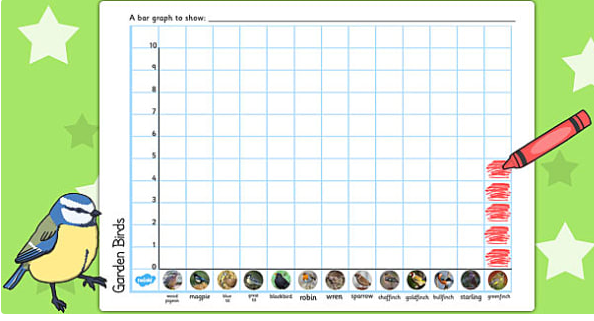 A bar graph to show:
10
9
8
7
6
5
4
3
2
1
0
Garden Birds
twinkl
wood pigeon
magpie
blue tit
great tit
blackbird
robin
wren
sparrow
chaffinch
goldfinch
bullfinch
starling
greenfinch